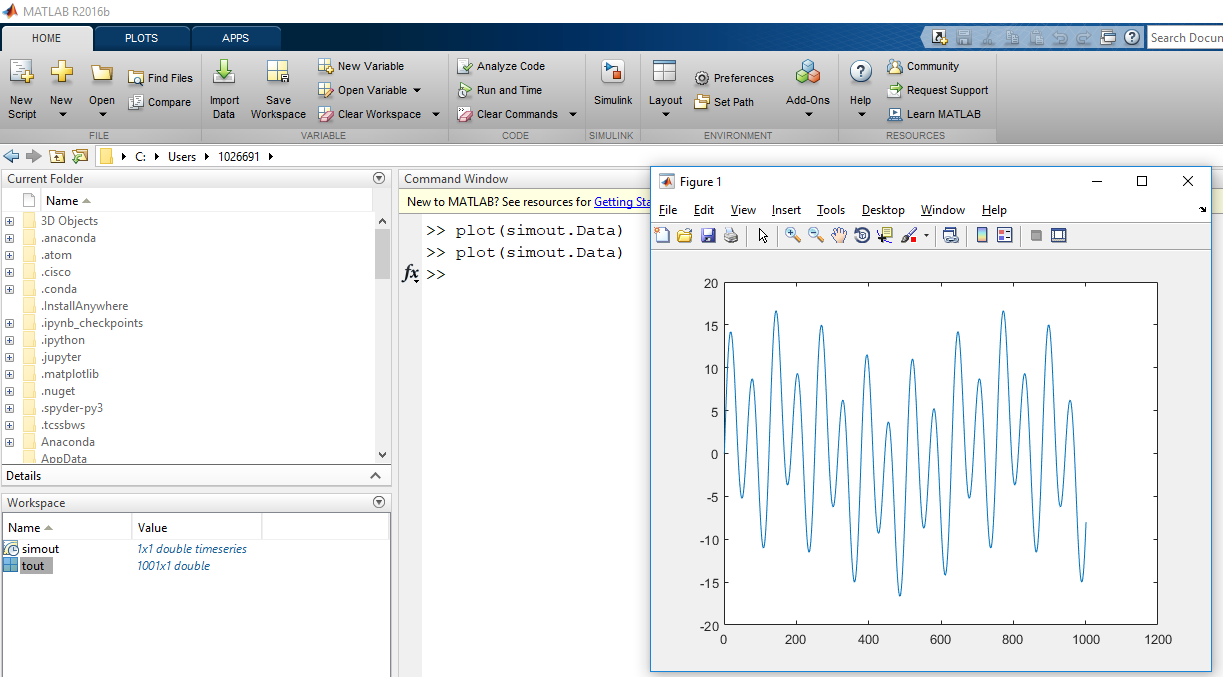 MATLAB R2016b
HOME PLOTS APPS
Search Documen
New Script
New
Open
Find Files
Compare
FILE
Import Data
Save Workspace
New Variable
Open Variable
Clear Workspace
VARIABLE
Analyze Code
Run and Time
Clear Commands
CODE
Simulink
SIMULINK
Layout
Preferences
Set Path
Add-Ons
ENVIRONMENT
Help
Community
Request Support
Learn MATLAB
RESOURCES
C: Users 1026691
Current Folder
Name
3D Objects
.anaconda
.atom
.cisco
.conda
.InstallAnywhere
.ipynb_checkpoints
.ipython
.jupyter
.matplotlib
.nuget
.spyder-py3
.tcssbws
Anaconda
AppData
Details
Workspace
Name Value
simout 1x1 double timeseries
tout 1001x1 double
Command Window
New to MATLAB? See resources for Getting Sta
>> plot(simout.Data)
>> plot(simout.Data)
fx >>
Figure 1
File Edit View Insert Tools Desktop Window Help
20
15
10
5
0
-5
-10
-15
-20
0 200 400 600 800 1000 1200